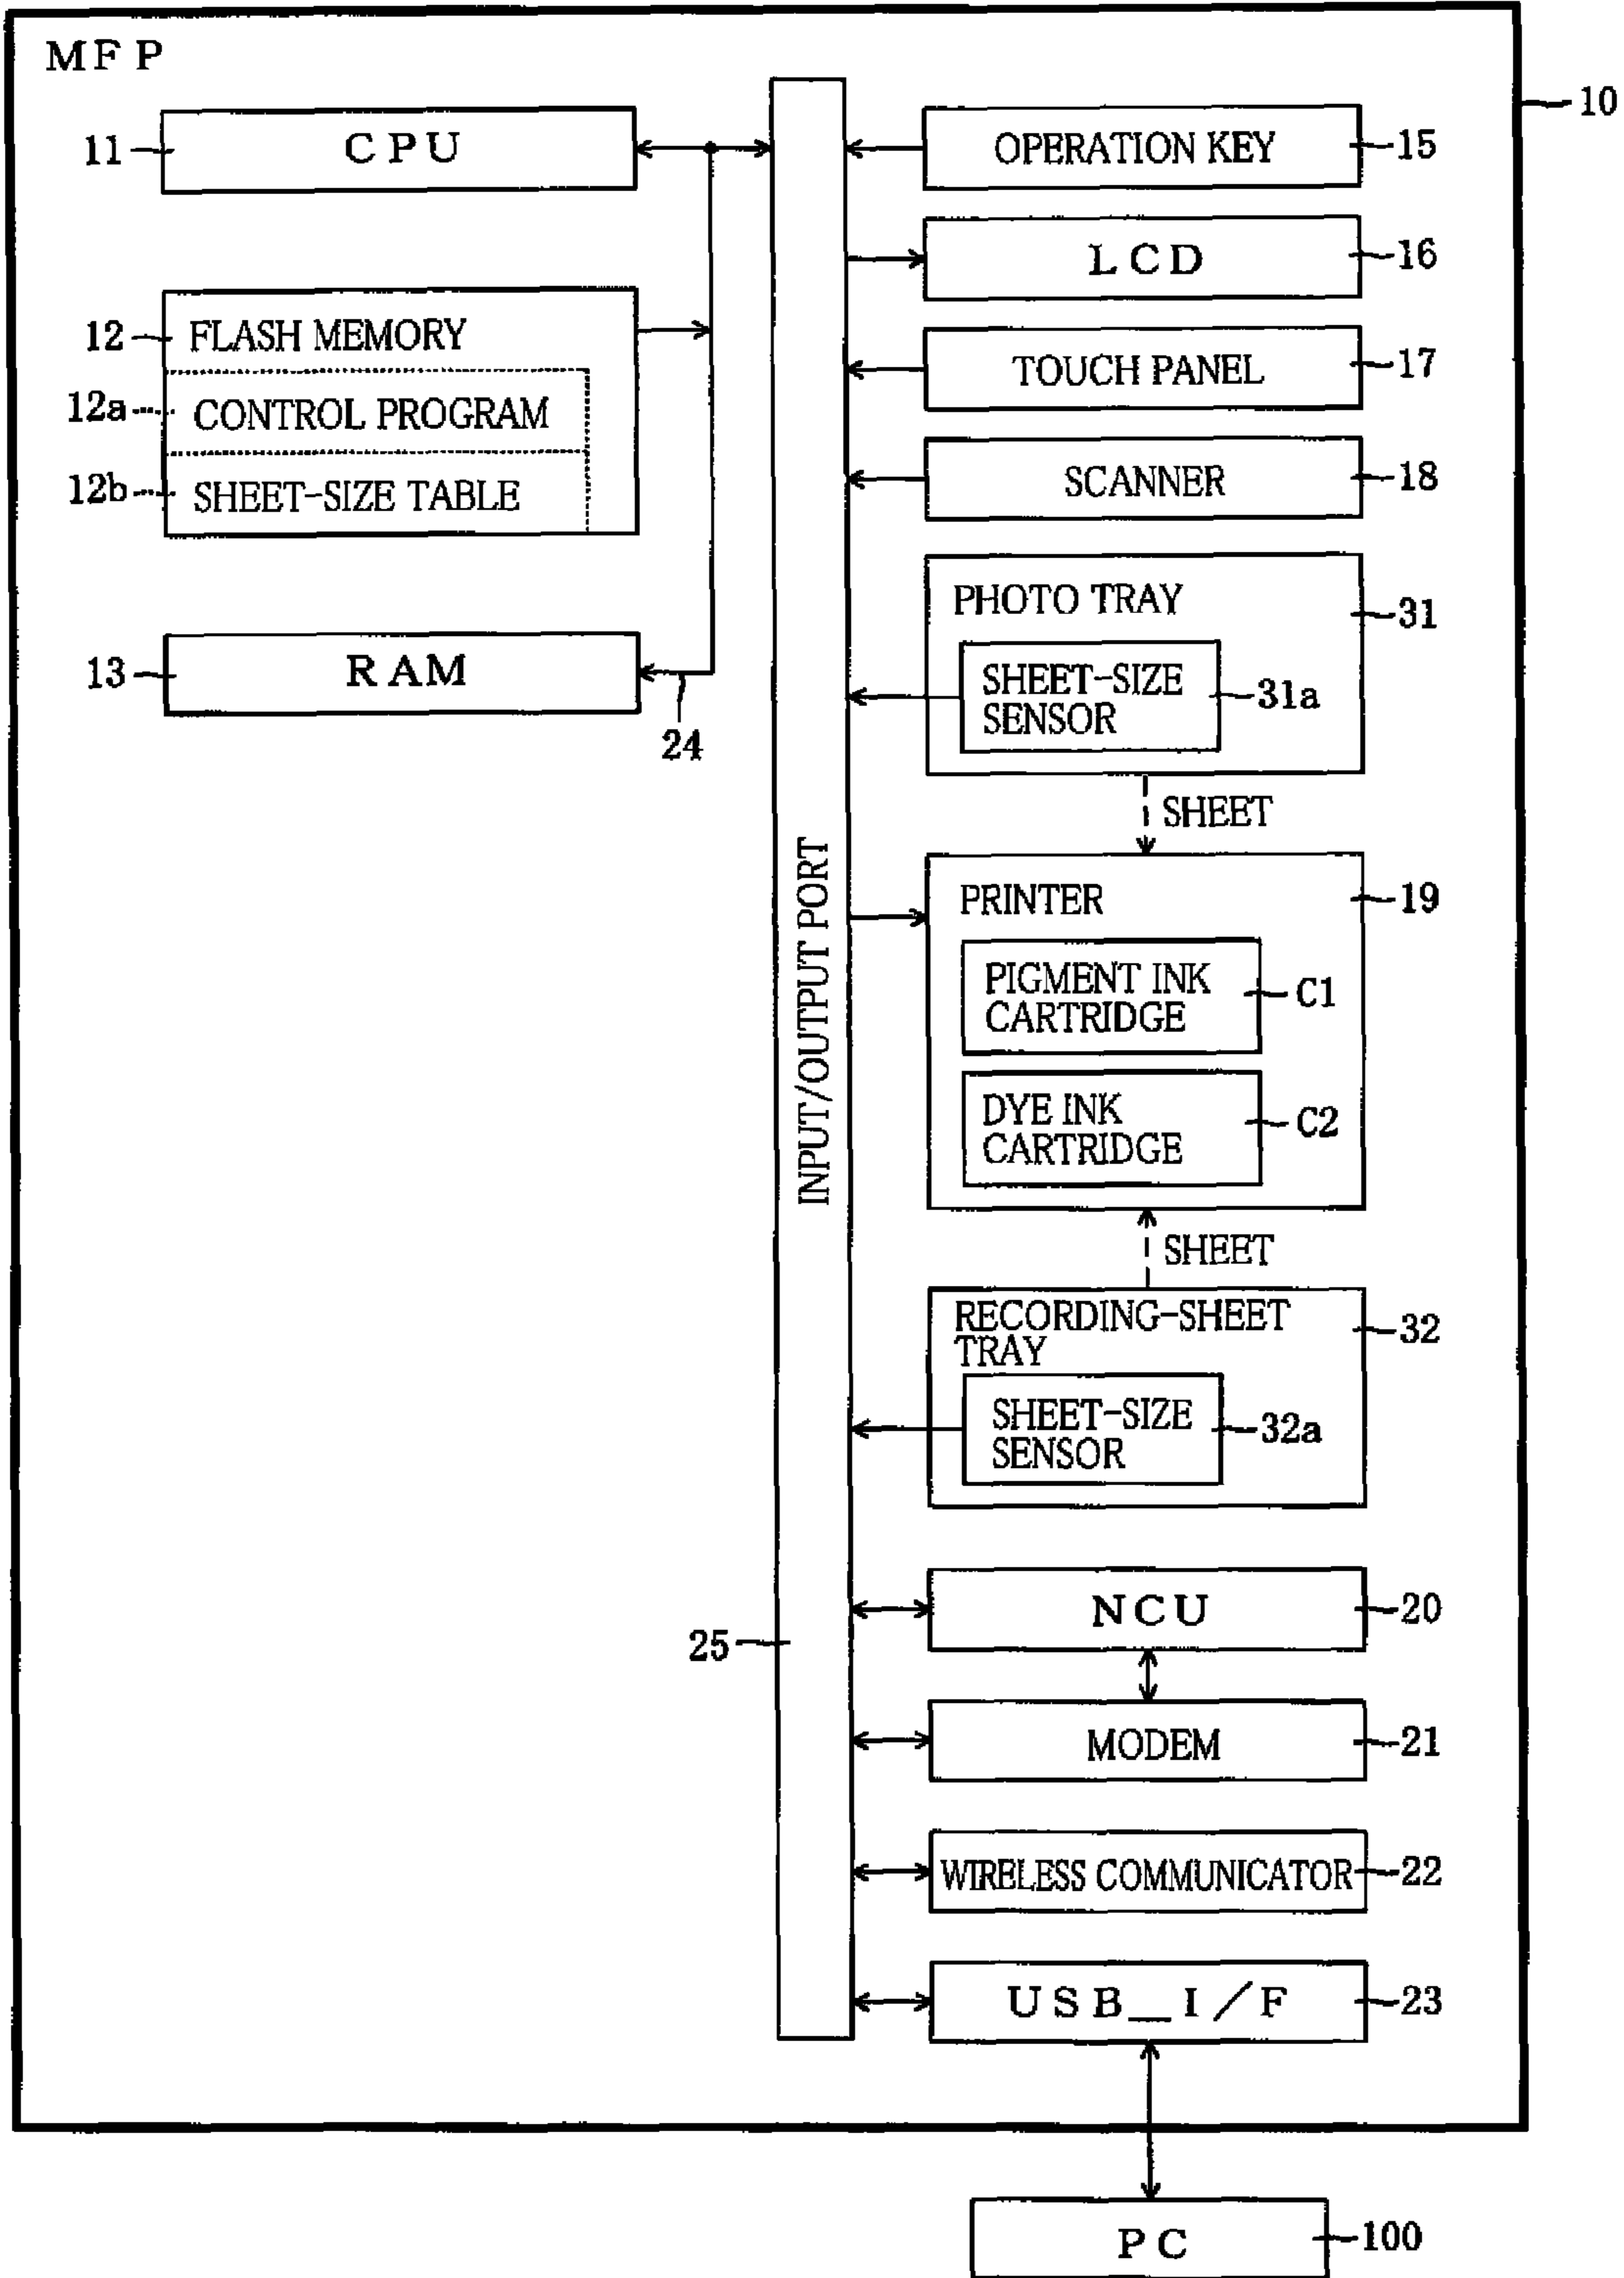 MFP
10
11
CPU
12
FLASH MEMORY
12a
CONTROL PROGRAM
12b
SHEET-SIZE TABLE
13
RAM
24
INPUT/OUTPUT PORT
25
OPERATION KEY
15
LCD
16
TOUCH PANEL
17
SCANNER
18
PHOTO TRAY
31
SHEET-SIZE
SENSOR
31a
SHEET
PRINTER
19
PIGMENT INK
CARTRIDGE
C1
DYE INK
CARTRIDGE
C2
SHEET
RECORDING-SHEET
TRAY
32
SHEET-SIZE
SENSOR
32a
NCU
20
MODEM
21
WIRELESS COMMUNICATOR
22
USB_I/F
23
PC
100